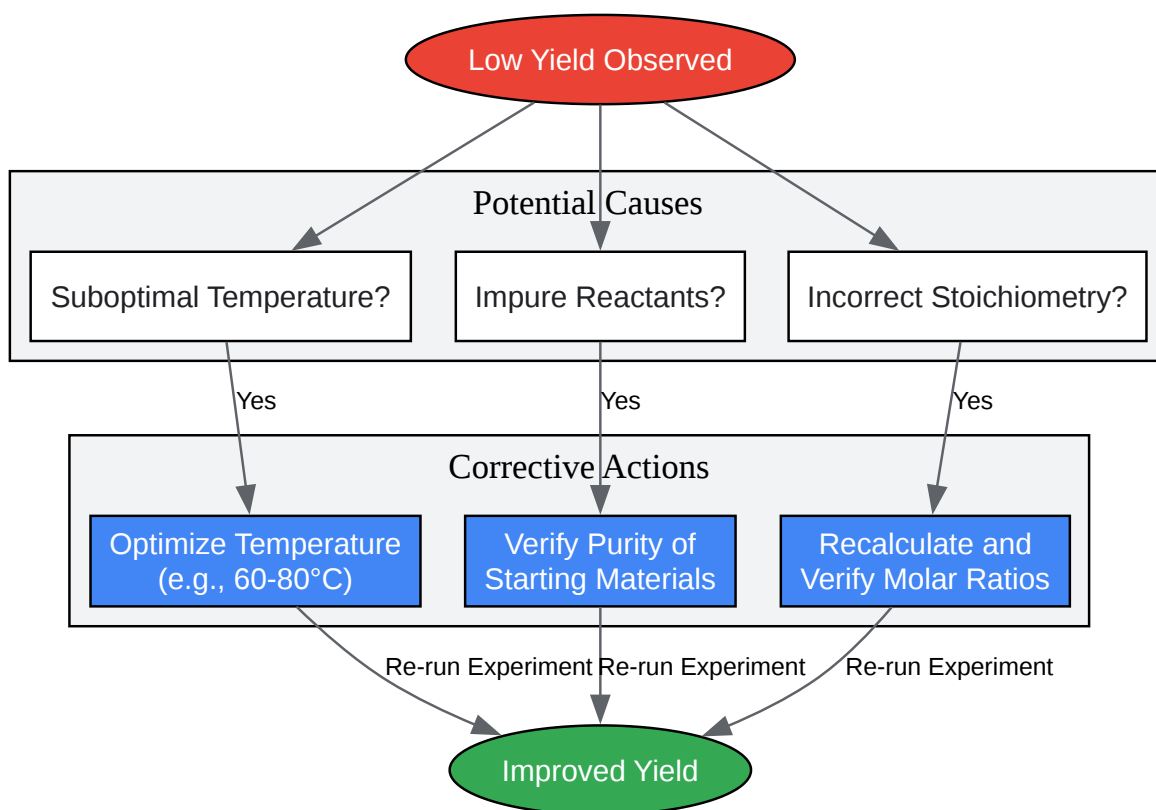 Low Yield Observed
Potential Causes
Suboptimal Temperature?
Impure Reactants?
Incorrect Stoichiometry?
Yes
Yes
Yes
Corrective Actions
Optimize Temperature
(e.g., 60-80°C)
Verify Purity of
Starting Materials
Recalculate and
Verify Molar Ratios
Re-run Experiment
Re-run Experiment
Re-run Experiment
Improved Yield